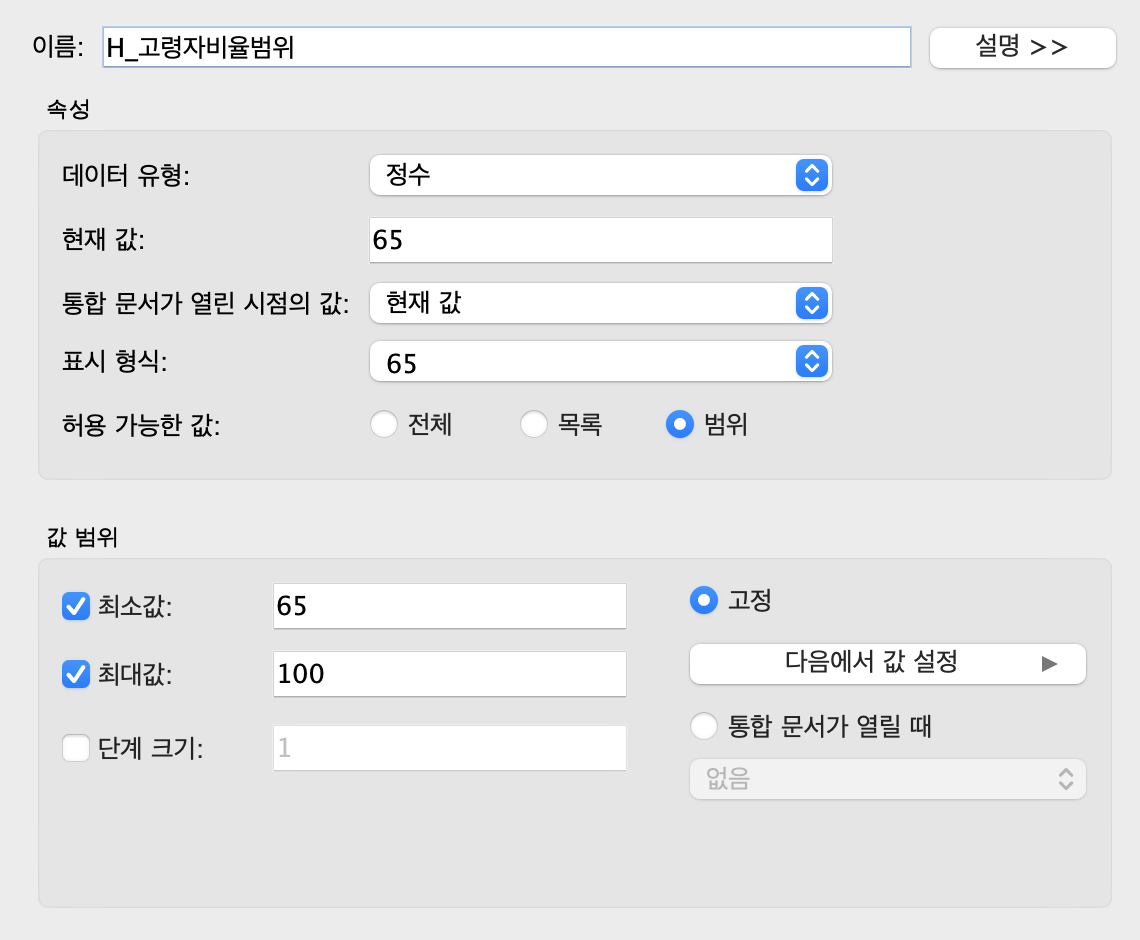 이름: H_고령자비율범위 설명 >>
속성
데이터 유형: 정수
현재 값: 65
통합 문서가 열린 시점의 값: 현재 값
표시 형식: 65
허용 가능한 값: 전체 목록 범위
값 범위
최소값: 65 고정
최대값: 100 다음에서 값 설정
단계 크기: 1 통합 문서가 열릴 때
없음